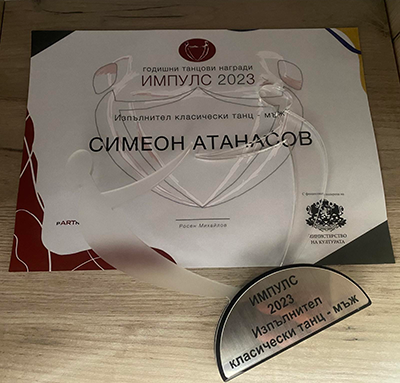 ГОДИШНИ ТАНЦОВИ НАГРАДИ
ИМПУЛС 2023
Изпълнител класически танц - мъж
СИМЕОН АТАНАСОВ
Росен Михайлов
МИНИСТЕРСТВО
НА КУЛТУРАТА
ИМПУЛС
2023
Изпълнител
класически танц - мъж